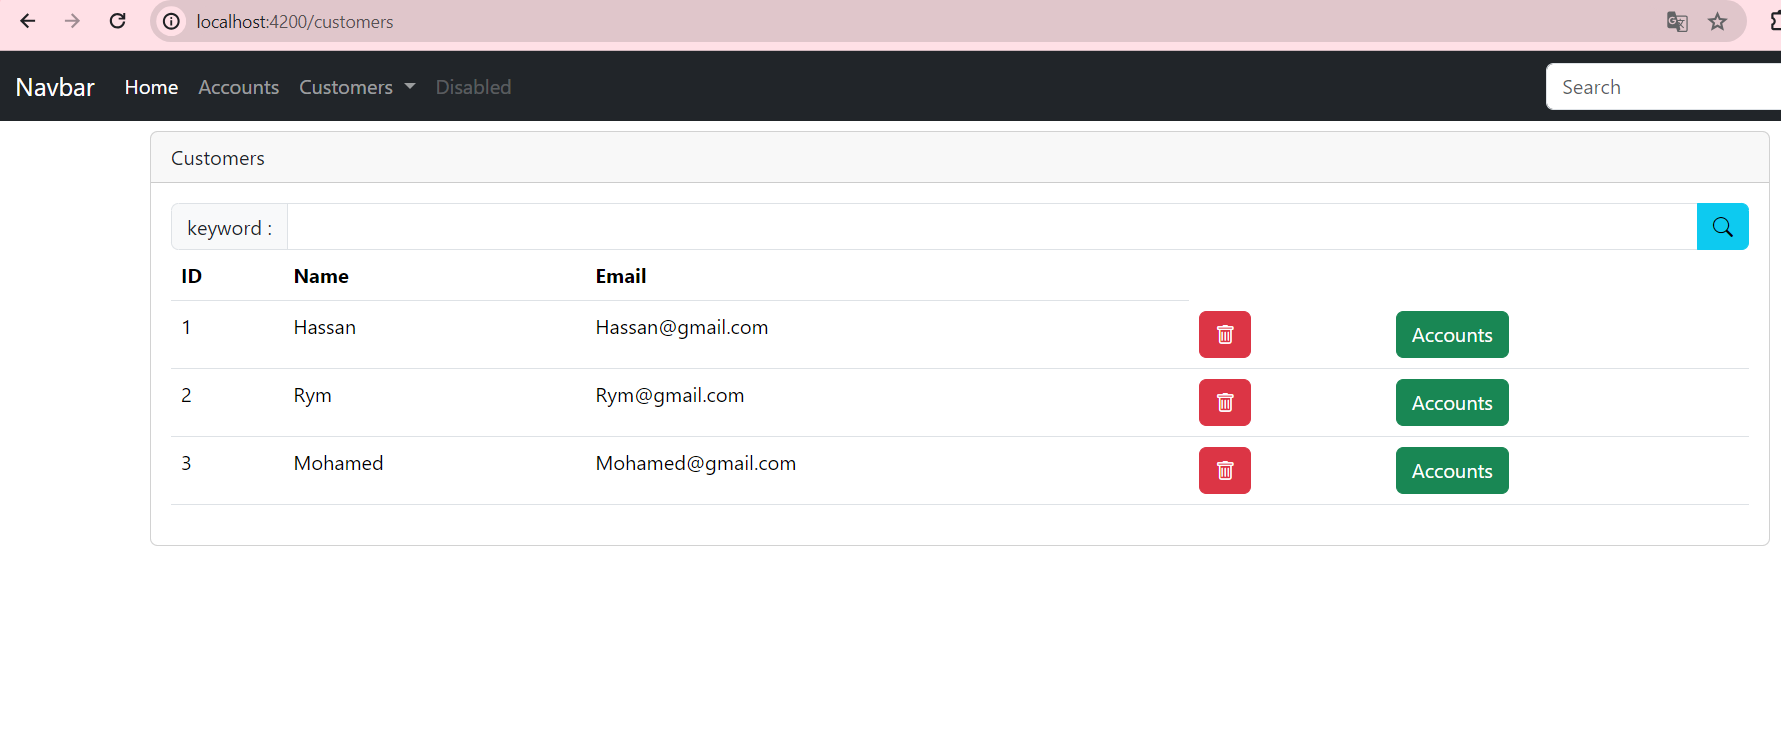 localhost:4200/customers
Navbar Home Accounts Customers Disabled Search
Customers
keyword :
ID Name Email
1 Hassan Hassan@gmail.com Accounts
2 Rym Rym@gmail.com Accounts
3 Mohamed Mohamed@gmail.com Accounts